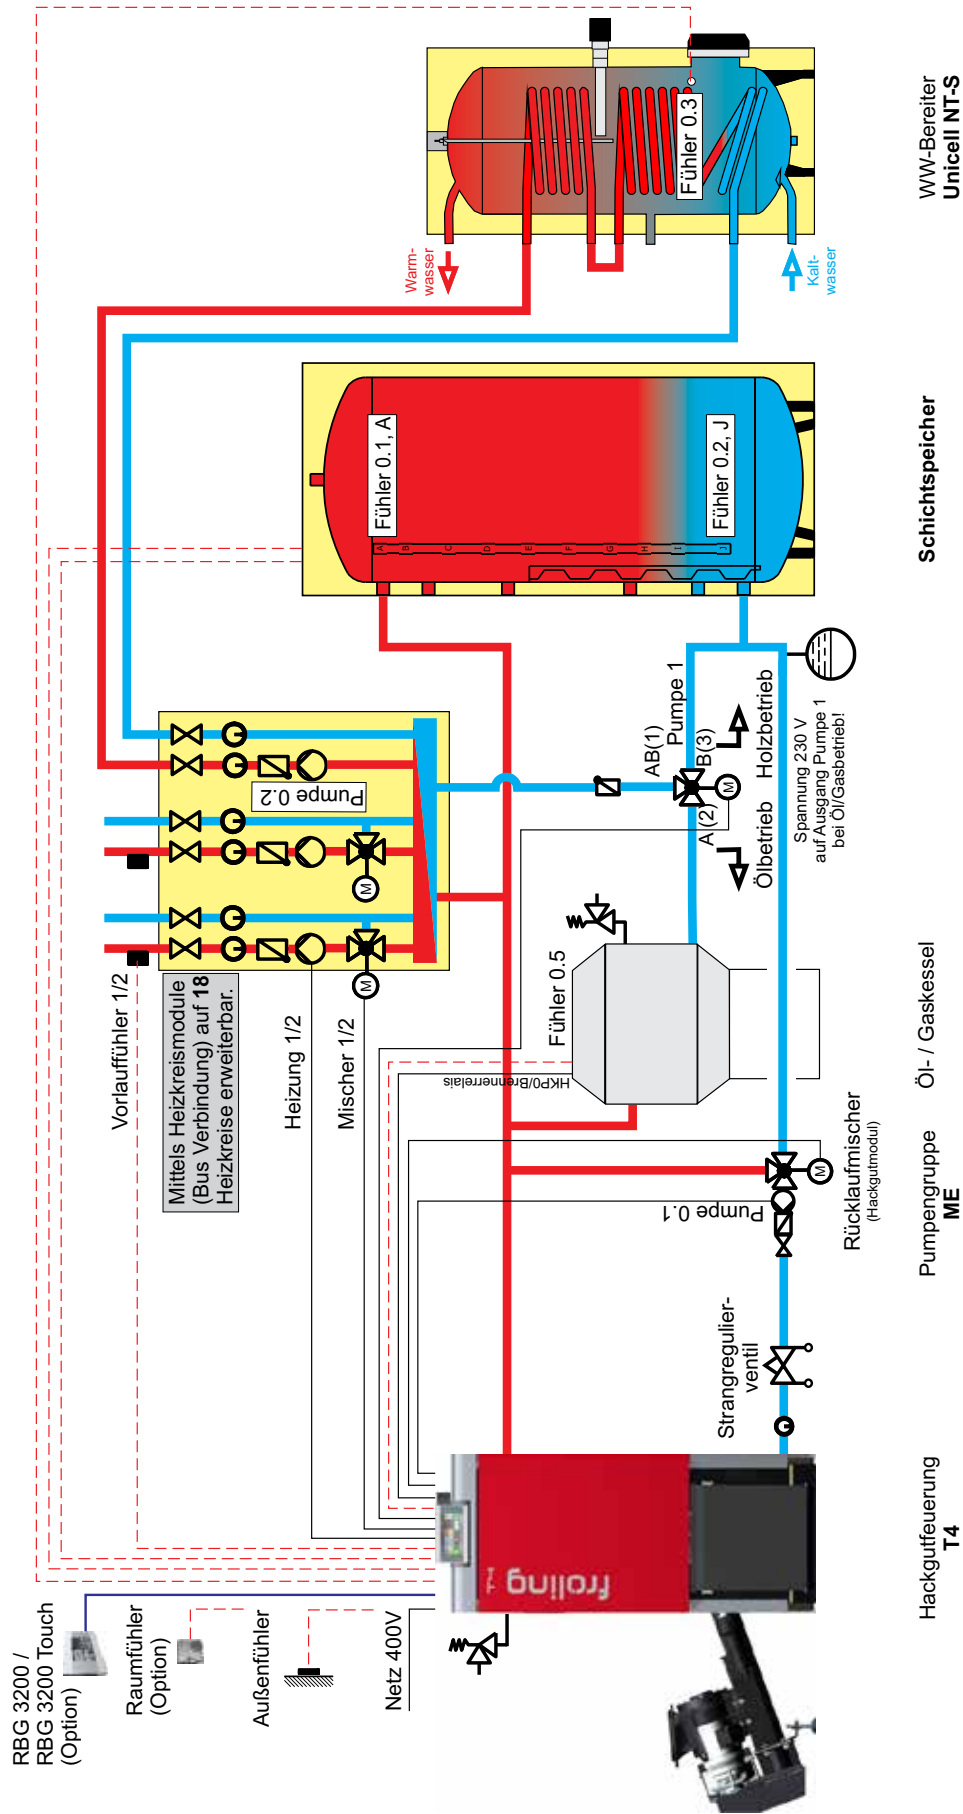 RBG 3200 /
RBG 3200 Touch
(Option)
Raumfühler
(Option)
Außenfühler
Netz 400V
Vorlauffühler 1/2
Mittels Heizkreismodule
(Bus Verbindung) auf 18
Heizkreise erweiterbar.
Heizung 1/2
Mischer 1/2
Pumpe 0.2
M
M
HKP0/Brennerrelais
Fühler 0.5
Pumpe 0.1
M
Rücklaufmischer
(Hackgutmodul)
Strangregulier-
ventil
froling
AB(1)
Pumpe 1
B(3)
A (2)
M
Ölbetrieb
Holzbetrieb
Spannung 230 V
auf Ausgang Pumpe 1
bei Öl/Gasbetrieb!
Fühler 0.1, A
Fühler 0.2, J
A
B
C
D
E
F
G
H
I
J
Warm-
wasser
Kalt-
wasser
Fühler 0.3
Hackgutfeuerung
T4
Pumpengruppe
ME
Öl- / Gaskessel
Schichtspeicher
WW-Bereiter
Unicell NT-S